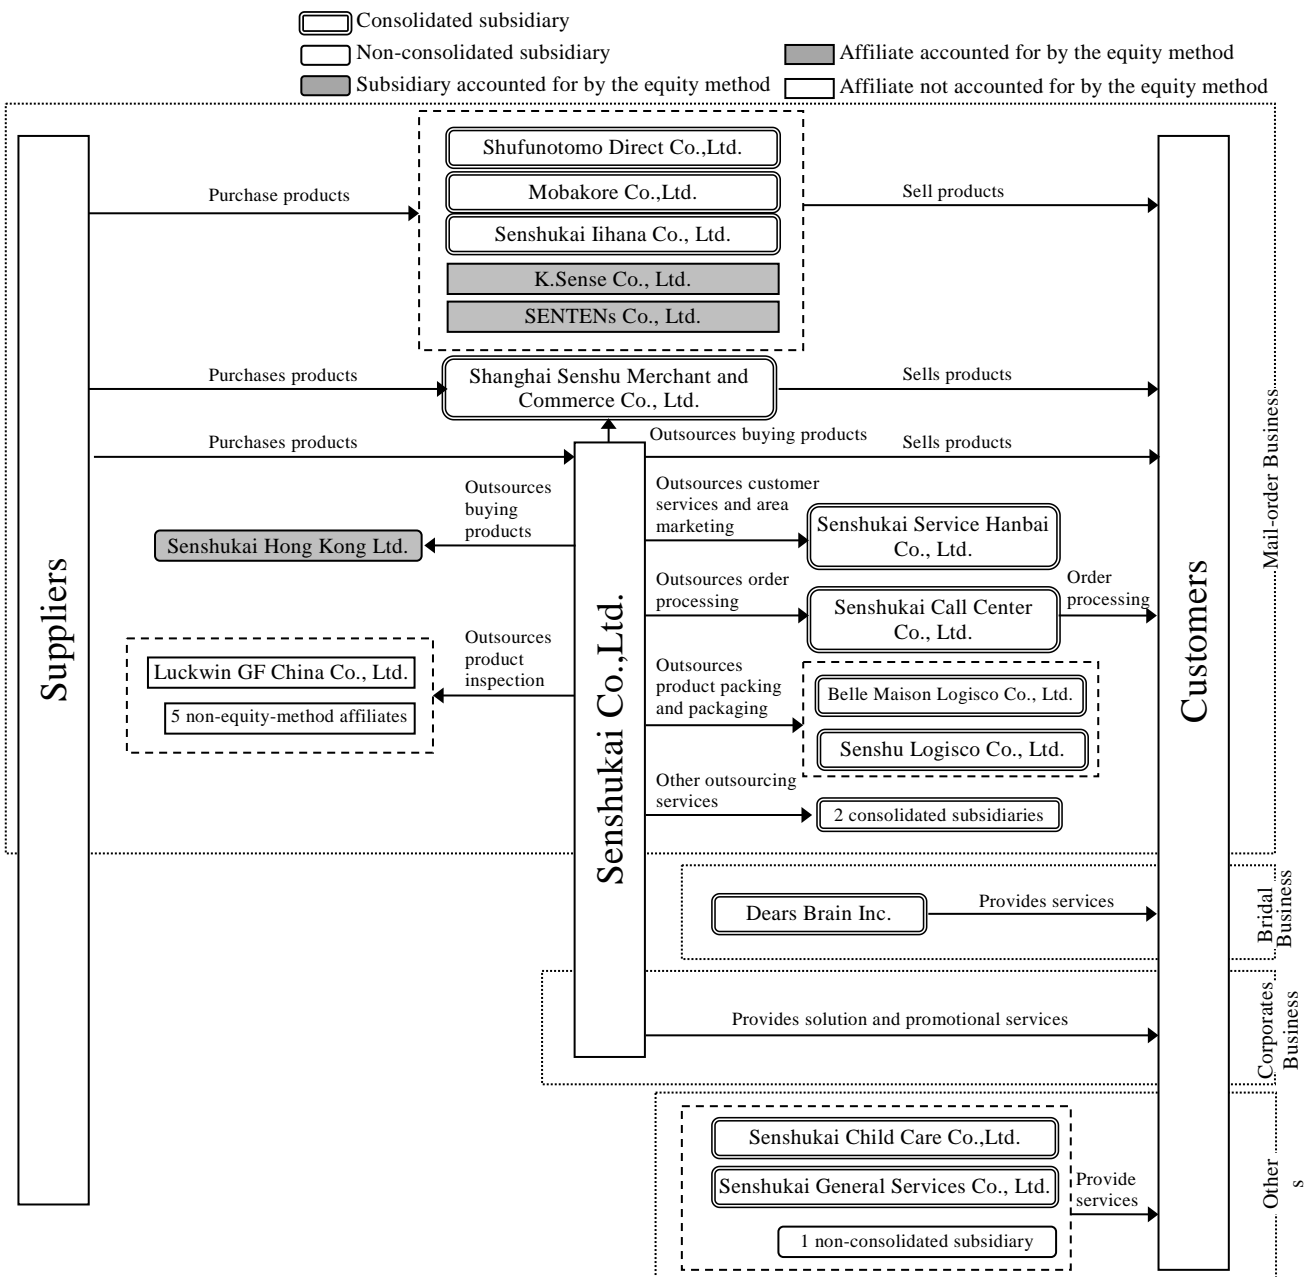 Consolidated subsidiary
Non-consolidated subsidiary
Affiliate accounted for by the equity method
Subsidiary accounted for by the equity method
Affiliate not accounted for by the equity method
Shufunotomo Direct Co.,Ltd.
Purchase products
Mobakore Co.,Ltd.
Sell products
Senshukai Iihana Co., Ltd.
K.Sense Co., Ltd.
SENTENs Co., Ltd.
Purchases products
Shanghai Senshu Merchant and
Commerce Co., Ltd.
Sells products
Purchases products
Outsources buying products
Sells products
Outsources
buying
products
Senshukai Hong Kong Ltd.
Outsources customer
services and area
marketing
Senshukai Service Hanbai
Co., Ltd.
Outsources order
processing
Senshukai Call Center
Co., Ltd.
Order
processing
Outsources
product
inspection
Luckwin GF China Co., Ltd.
5 non-equity-method affiliates
Outsources
product packing
and packaging
Belle Maison Logisco Co., Ltd.
Senshu Logisco Co., Ltd.
Other outsourcing
services
2 consolidated subsidiaries
Suppliers
Senshukai Co.,Ltd.
Customers
Mail-order Business
Dears Brain Inc.
Provides services
Bridal
Business
Provides solution and promotional services
Corporates
Business
Senshukai Child Care Co.,Ltd.
Senshukai General Services Co., Ltd.
1 non-consolidated subsidiary
Provide
services
Other
s